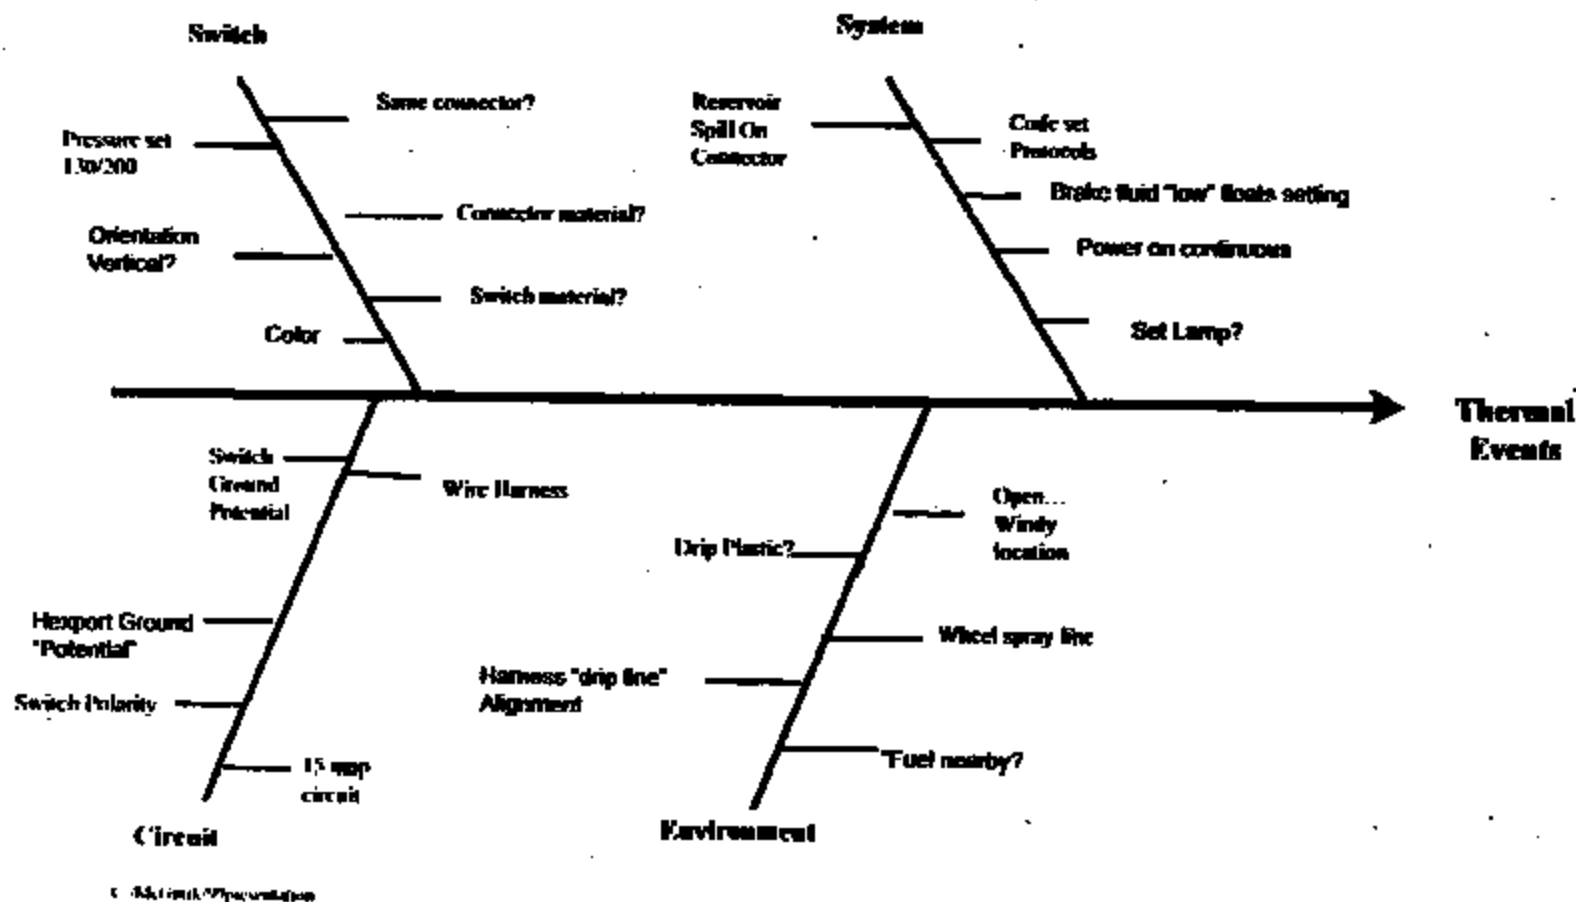 Switch
System
Same connector?
Pressure set
130/200
Connector material?
Orientation
Vertical?
Switch material?
Color
Reservoir
Spill On
Connector
Code set
Protocols
Brake fluid "low" floats setting
Power on continuous
Set Lamp?
Thermal
Events
Switch
Ground
Potential
Wire Harness
Hexport Ground
"Potential"
Switch Polarity
15 amp
circuit
Circuit
Open...
Windy
location
Drip Plastic?
Wheel spray line
Harness "drip line"
Alignment
"Fuel nearby?
Environment